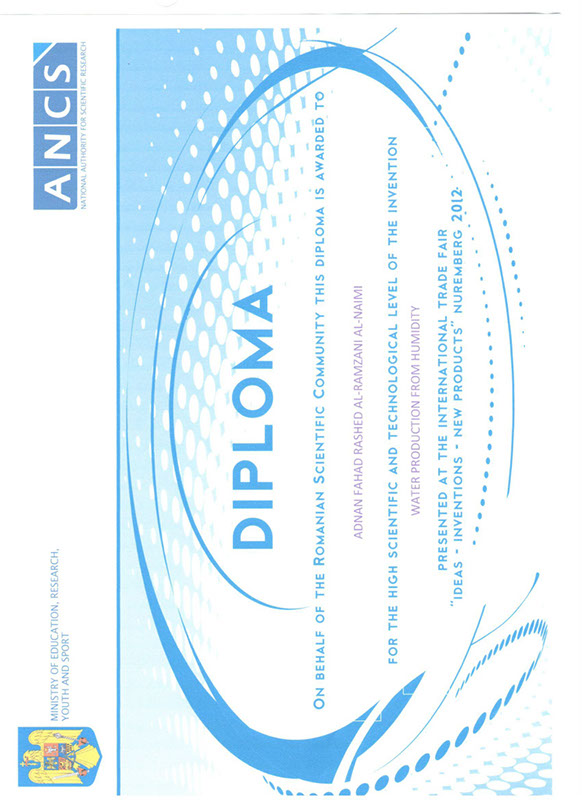 MINISTRY OF EDUCATION, RESEARCH,
YOUTH AND SPORT
ANCS
NATIONAL AUTHORITY FOR SCIENTIFIC RESEARCH
DIPLOMA
ON BEHALF OF THE ROMANIAN SCIENTIFIC COMMUNITY THIS DIPLOMA IS AWARDED TO
ADNAN FAHAD RASHED AL-RAMZANI AL-NAIMI
FOR THE HIGH SCIENTIFIC AND TECHNOLOGICAL LEVEL OF THE INVENTION
WATER PRODUCTION FROM HUMIDITY
PRESENTED AT THE INTERNATIONAL TRADE FAIR
"IDEAS - INVENTIONS - NEW PRODUCTS" NUREMBERG 2012